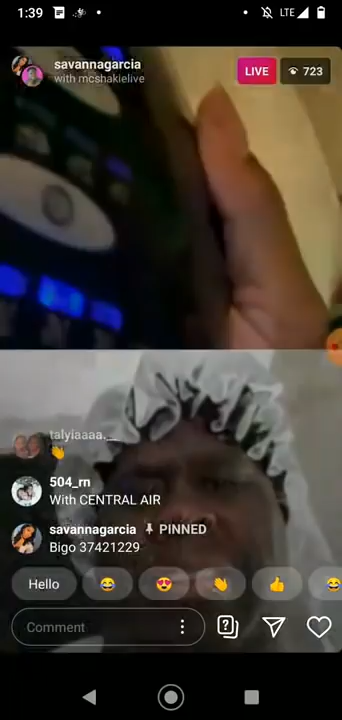 1:39
LTE
savannagarcia
with mcshakielive
LIVE
723
talyiaaaa._
504_rn
With CENTRAL AIR
savannagarcia PINNED
Bigo 37421229
Hello
Comment